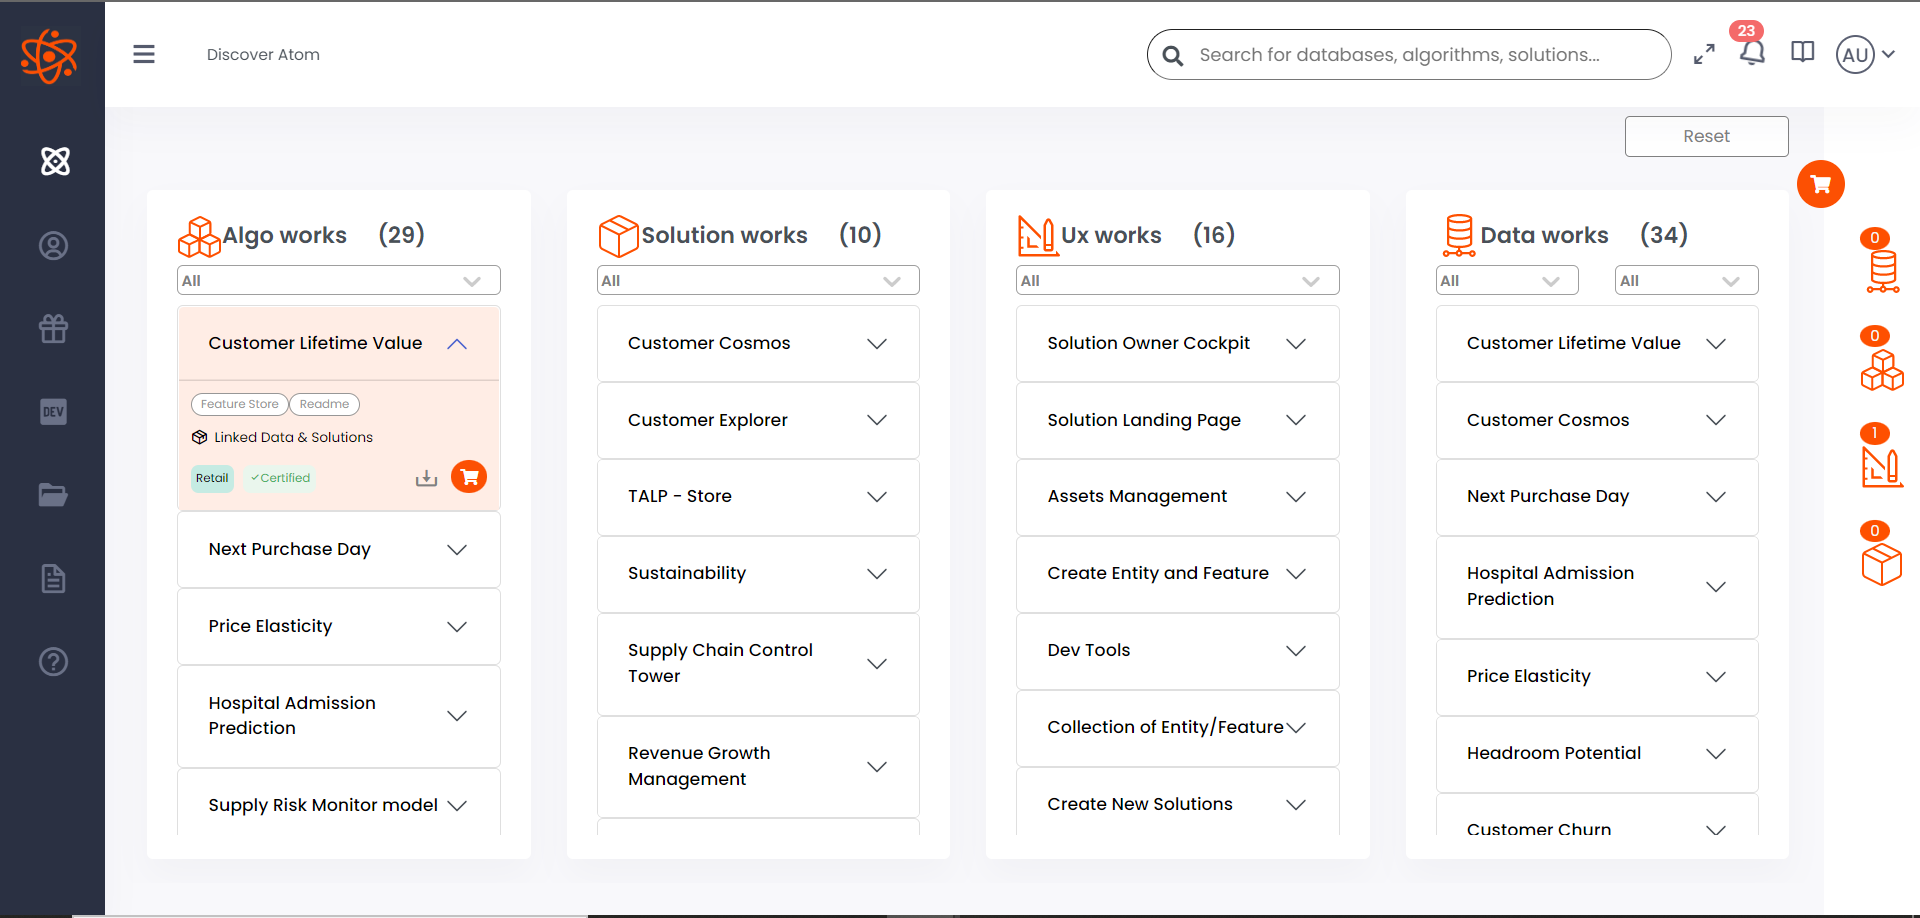 Discover Atom
Search for databases, algorithms, solutions...
23
AU
Reset
DEV
Algo works (29)
All
Customer Lifetime Value
Feature Store Readme
Linked Data & Solutions
Retail ✓Certified
Next Purchase Day
Price Elasticity
Hospital Admission
Prediction
Supply Risk Monitor model
Solution works (10)
All
Customer Cosmos
Customer Explorer
TALP - Store
Sustainability
Supply Chain Control
Tower
Revenue Growth
Management
Ux works (16)
All
Solution Owner Cockpit
Solution Landing Page
Assets Management
Create Entity and Feature
Dev Tools
Collection of Entity/Feature
Create New Solutions
Data works (34)
All All
Customer Lifetime Value
Customer Cosmos
Next Purchase Day
Hospital Admission
Prediction
Price Elasticity
Headroom Potential
Customer Churn
0
0
1
0